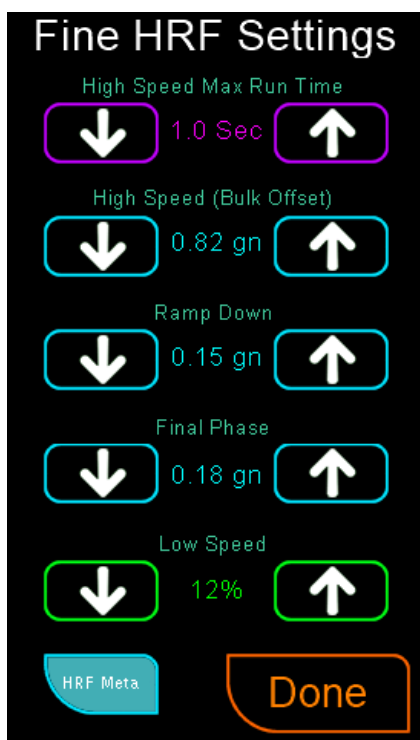 Fine HRF Settings
High Speed Max Run Time
1.0 Sec
High Speed (Bulk Offset)
0.82 gn
Ramp Down
0.15 gn
Final Phase
0.18 gn
Low Speed
12%
HRF Meta
Done